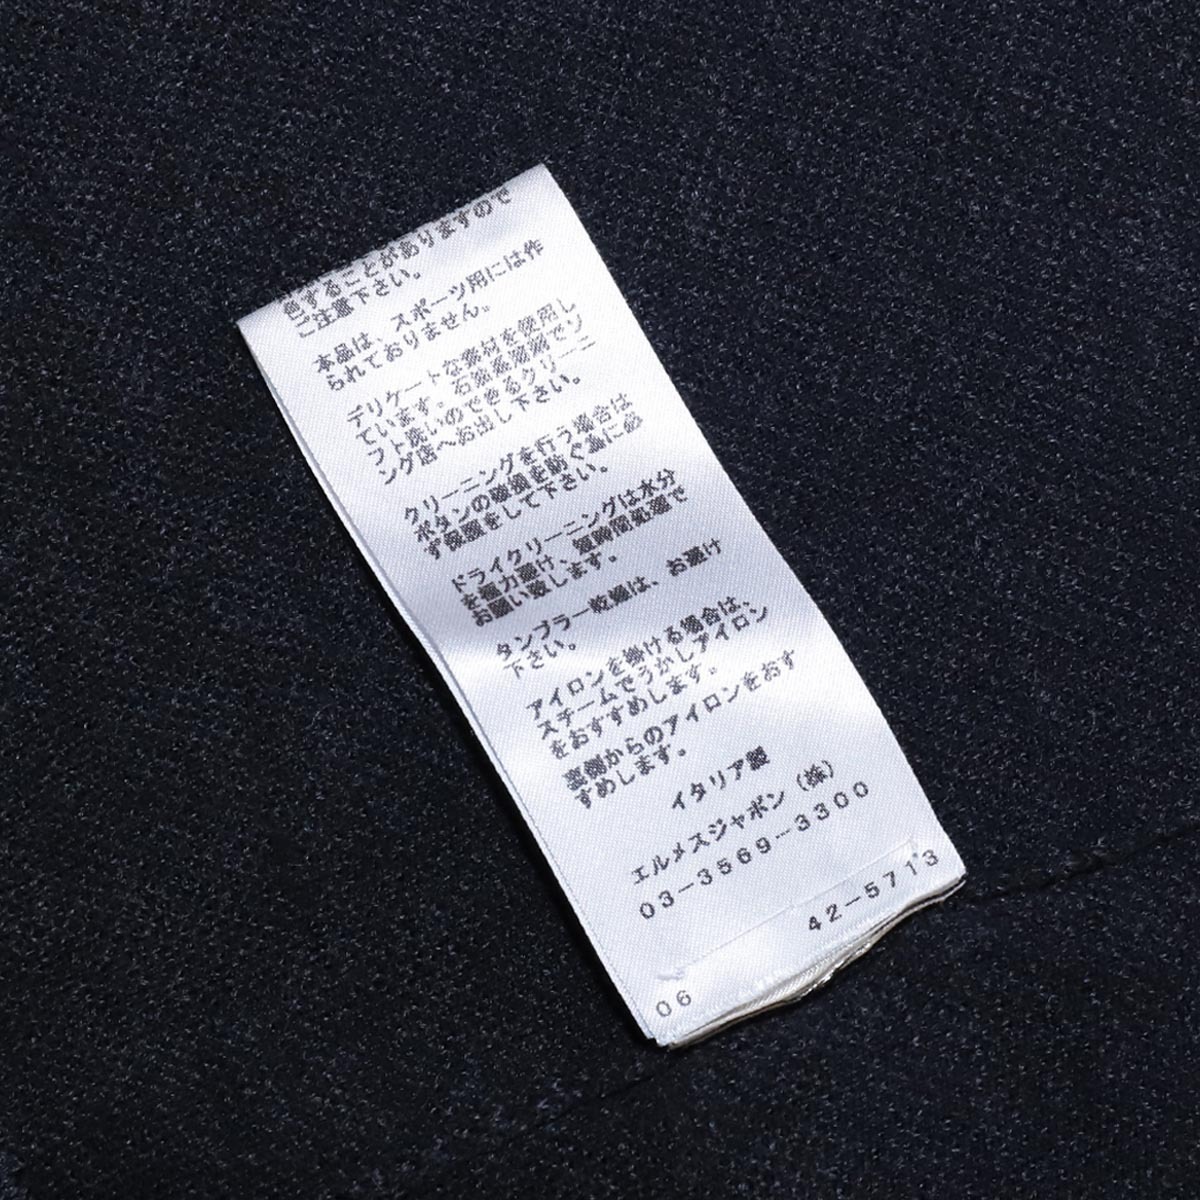 色することがありますので
ご注意下さい。
本品は、スポーツ用には作
られておりません。
デリケートな素材を使用し
ています。石油系溶剤でソ
フト洗いのできるクリーニ
ング店へお出し下さい。
クリーニングを行う場合は
ボタンの破損を防ぐ為に必
ず保護をして下さい。
ドライクリーニングは水分
を極力避け、短時間処理で
お願い致します。
タンブラー乾燥は、お避け
下さい。
アイロンを掛ける場合は、
スチームでうかしアイロン
をおすすめします。
裏側からのアイロンをおす
すめします。
イタリア製
エルメスジャポン(株)
03-3569-3300
42-5713
06